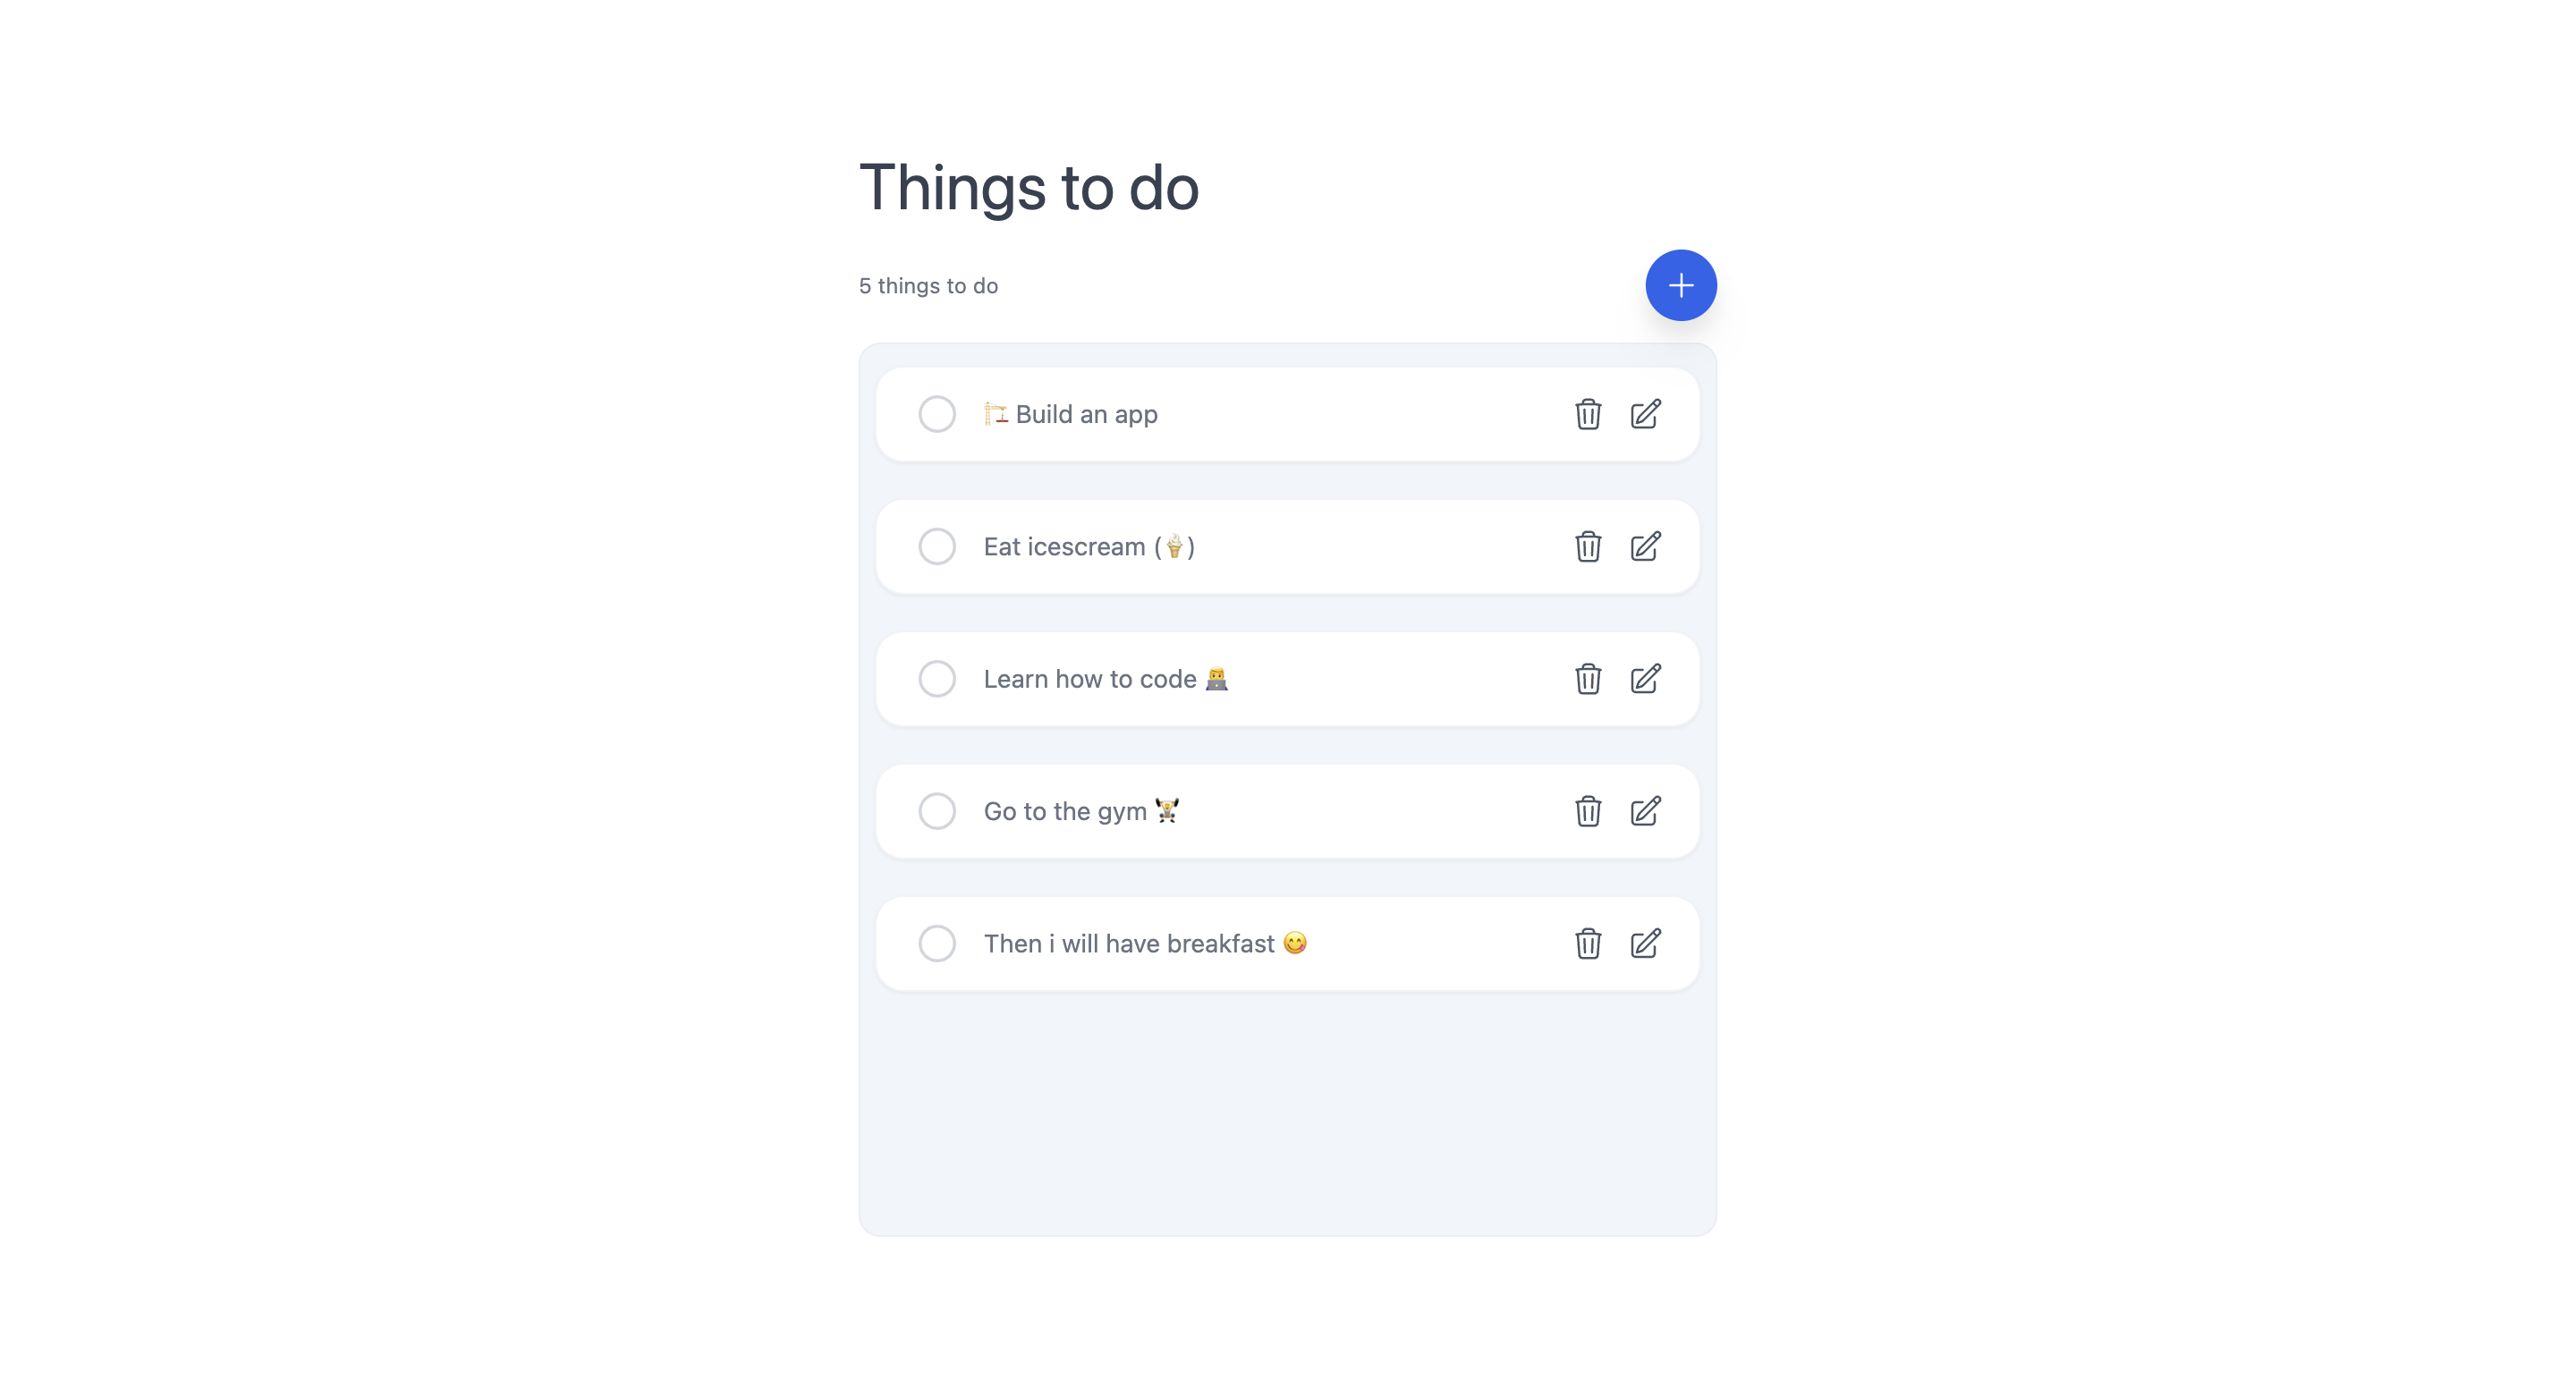 Things to do
5 things to do
🏗️ Build an app
Eat icescream (🍦)
Learn how to code 👨‍💻
Go to the gym 🏋️
Then i will have breakfast 😋